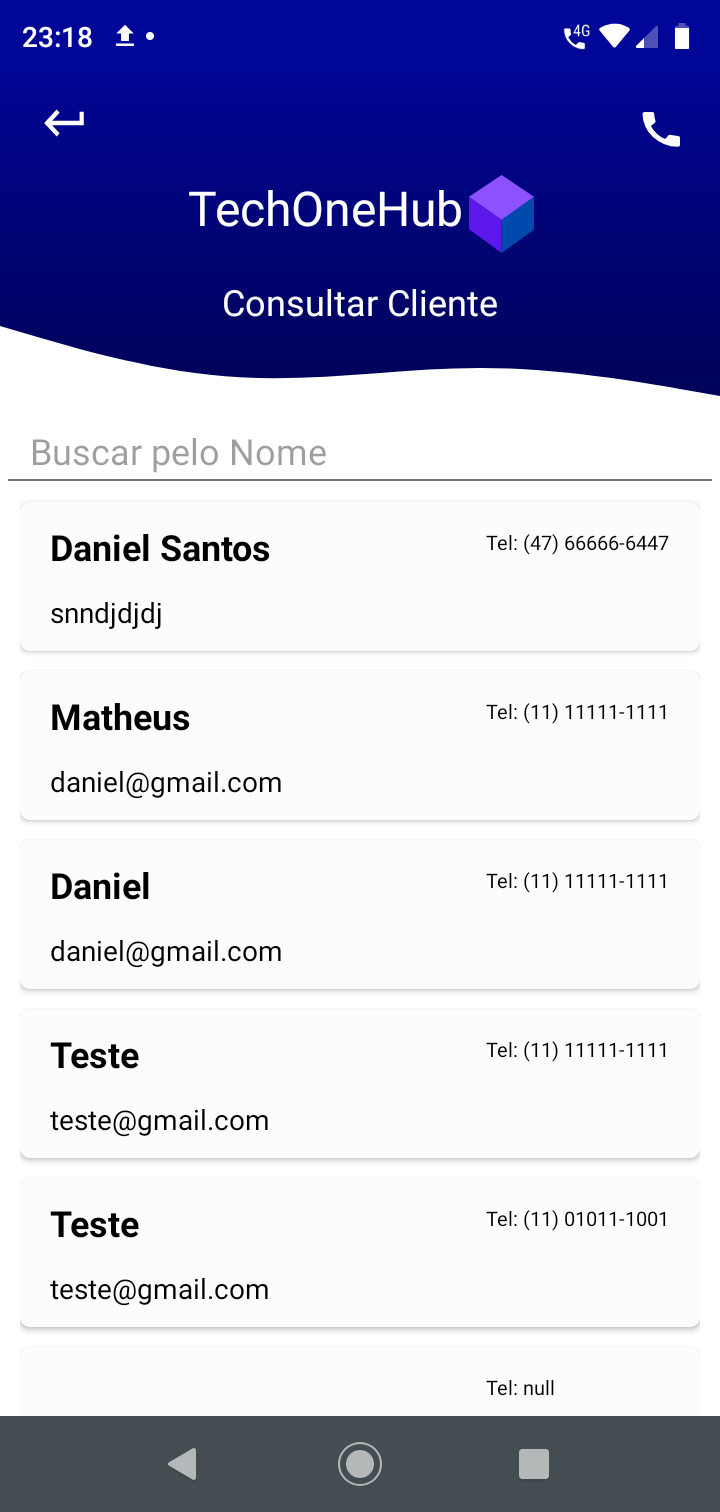 23:18
4G
TechOneHub
Consultar Cliente
Buscar pelo Nome
Daniel Santos
Tel: (47) 66666-6447
snndjdjdj
Matheus
Tel: (11) 11111-1111
daniel@gmail.com
Daniel
Tel: (11) 11111-1111
daniel@gmail.com
Teste
Tel: (11) 11111-1111
teste@gmail.com
Teste
Tel: (11) 01011-1001
teste@gmail.com
Tel: null